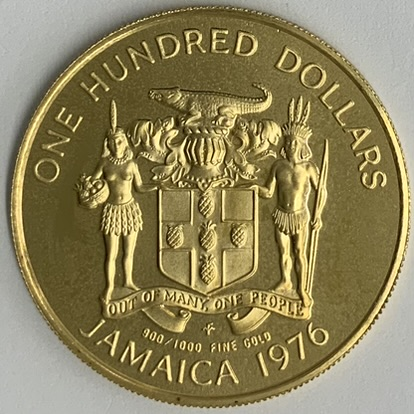 ONE HUNDRED DOLLARS
OUT OF MANY, ONE PEOPLE
900/1000 FINE GOLD
JAMAICA 1976